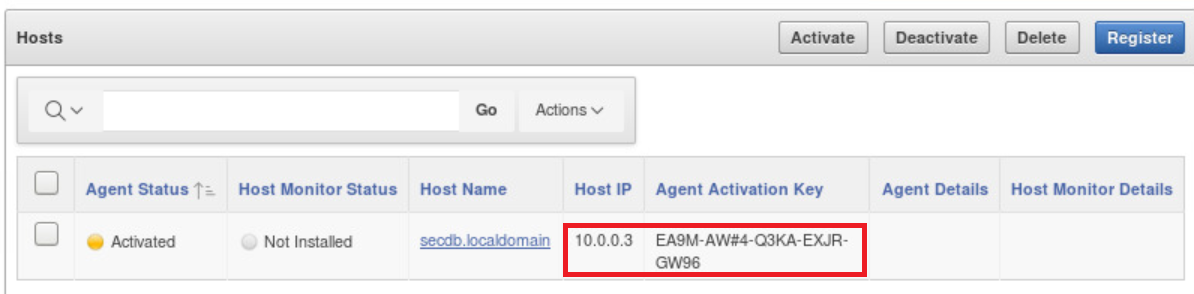 Hosts Activate Deactivate Delete Register
Go Actions
Agent Status Host Monitor Status Host Name Host IP Agent Activation Key Agent Details Host Monitor Details
Activated Not Installed secdb.localdomain 10.0.0.3 EA9M-AW#4-Q3KA-EXJR-
GW96